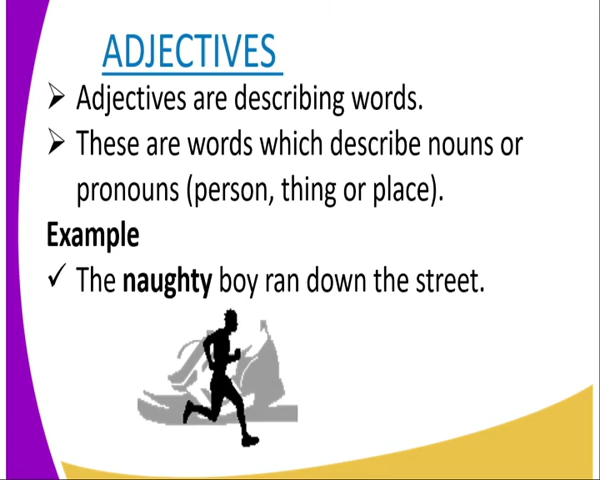 ADJECTIVES
➢ Adjectives are describing words.
➢ These are words which describe nouns or
pronouns (person, thing or place).
Example
✓ The naughty boy ran down the street.